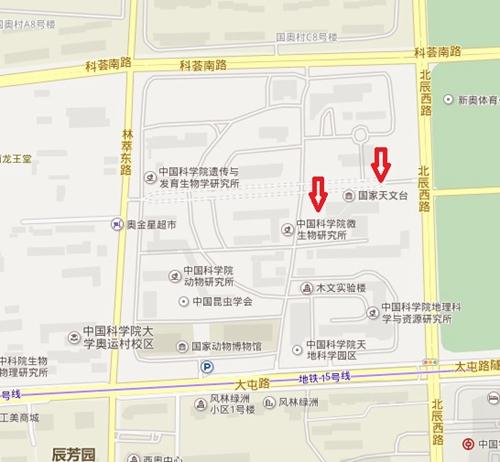 国奥村A8号楼
国奥村C8号楼
科荟南路
科荟南路
科荟南路
北辰西路
林萃东路
新奥体育
龙王堂
中国科学院遗传与
发育生物学研究所
北辰西路
国家天文台
奥金星超市
中国科学院微
生物研究所
中国科学院
动物研究所
木文实验楼
中国昆虫学会
中国科学院地理科
学与资源研究所
中国科学院大
学奥运村校区
国家动物博物馆
中国科学院天
地科学园区
中科院生物
物理研究所
P
大屯路
地铁15号线
太屯路隧
号线
风林绿洲
小区1号楼
风林绿洲
北辰西路
工美商城
辰芳园
西奥中心
中国